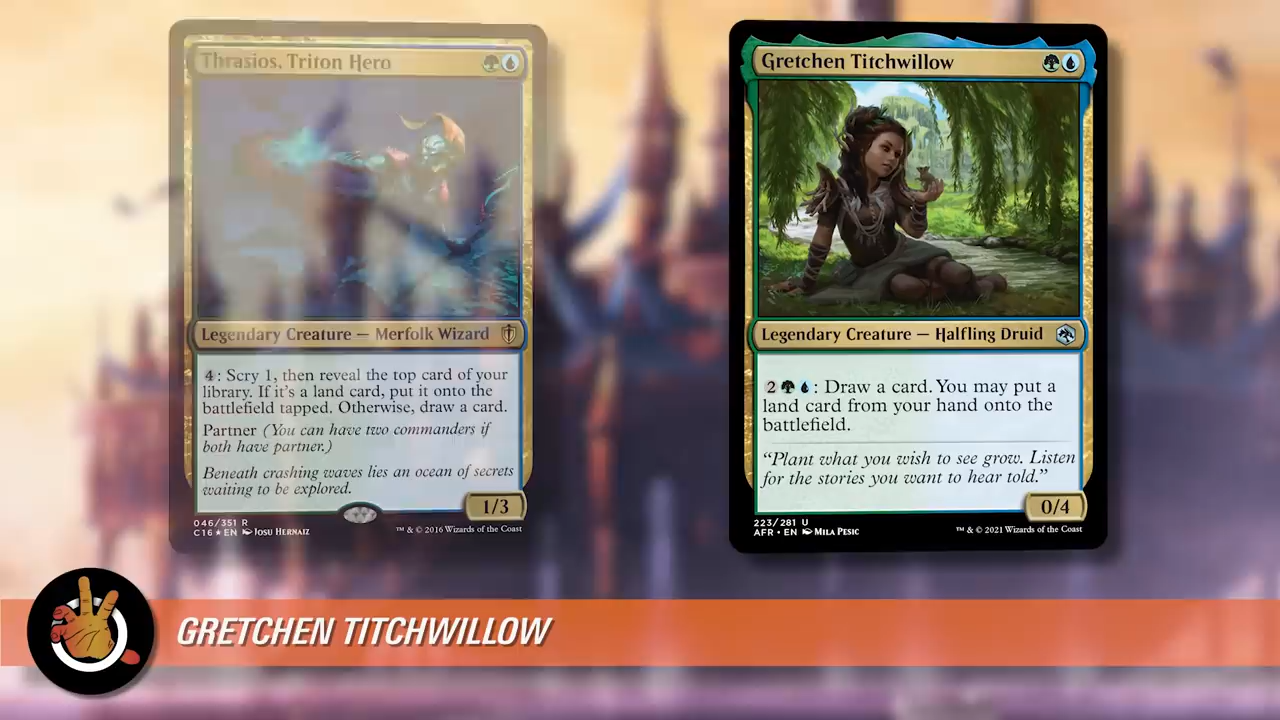 Thrasios, Triton Hero
Legendary Creature — Merfolk Wizard
4: Scry 1, then reveal the top card of your
library. If it's a land card, put it onto the
battlefield tapped. Otherwise, draw a card.
Partner (You can have two commanders if
both have partner.)
Beneath crashing waves lies an ocean of secrets
waiting to be explored.
1/3
046/351 R
C16 ★ EN Josu Hernaiz
™ & © 2016 Wizards of the Coast
Gretchen Titchwillow
Legendary Creature — Halfling Druid
2: Draw a card. You may put a
land card from your hand onto the
battlefield.
“Plant what you wish to see grow. Listen
for the stories you want to hear told.”
0/4
223/281 U
AFR • EN Mila Pesic
™ & © 2021 Wizards of the Coast
GRETCHEN TITCHWILLOW